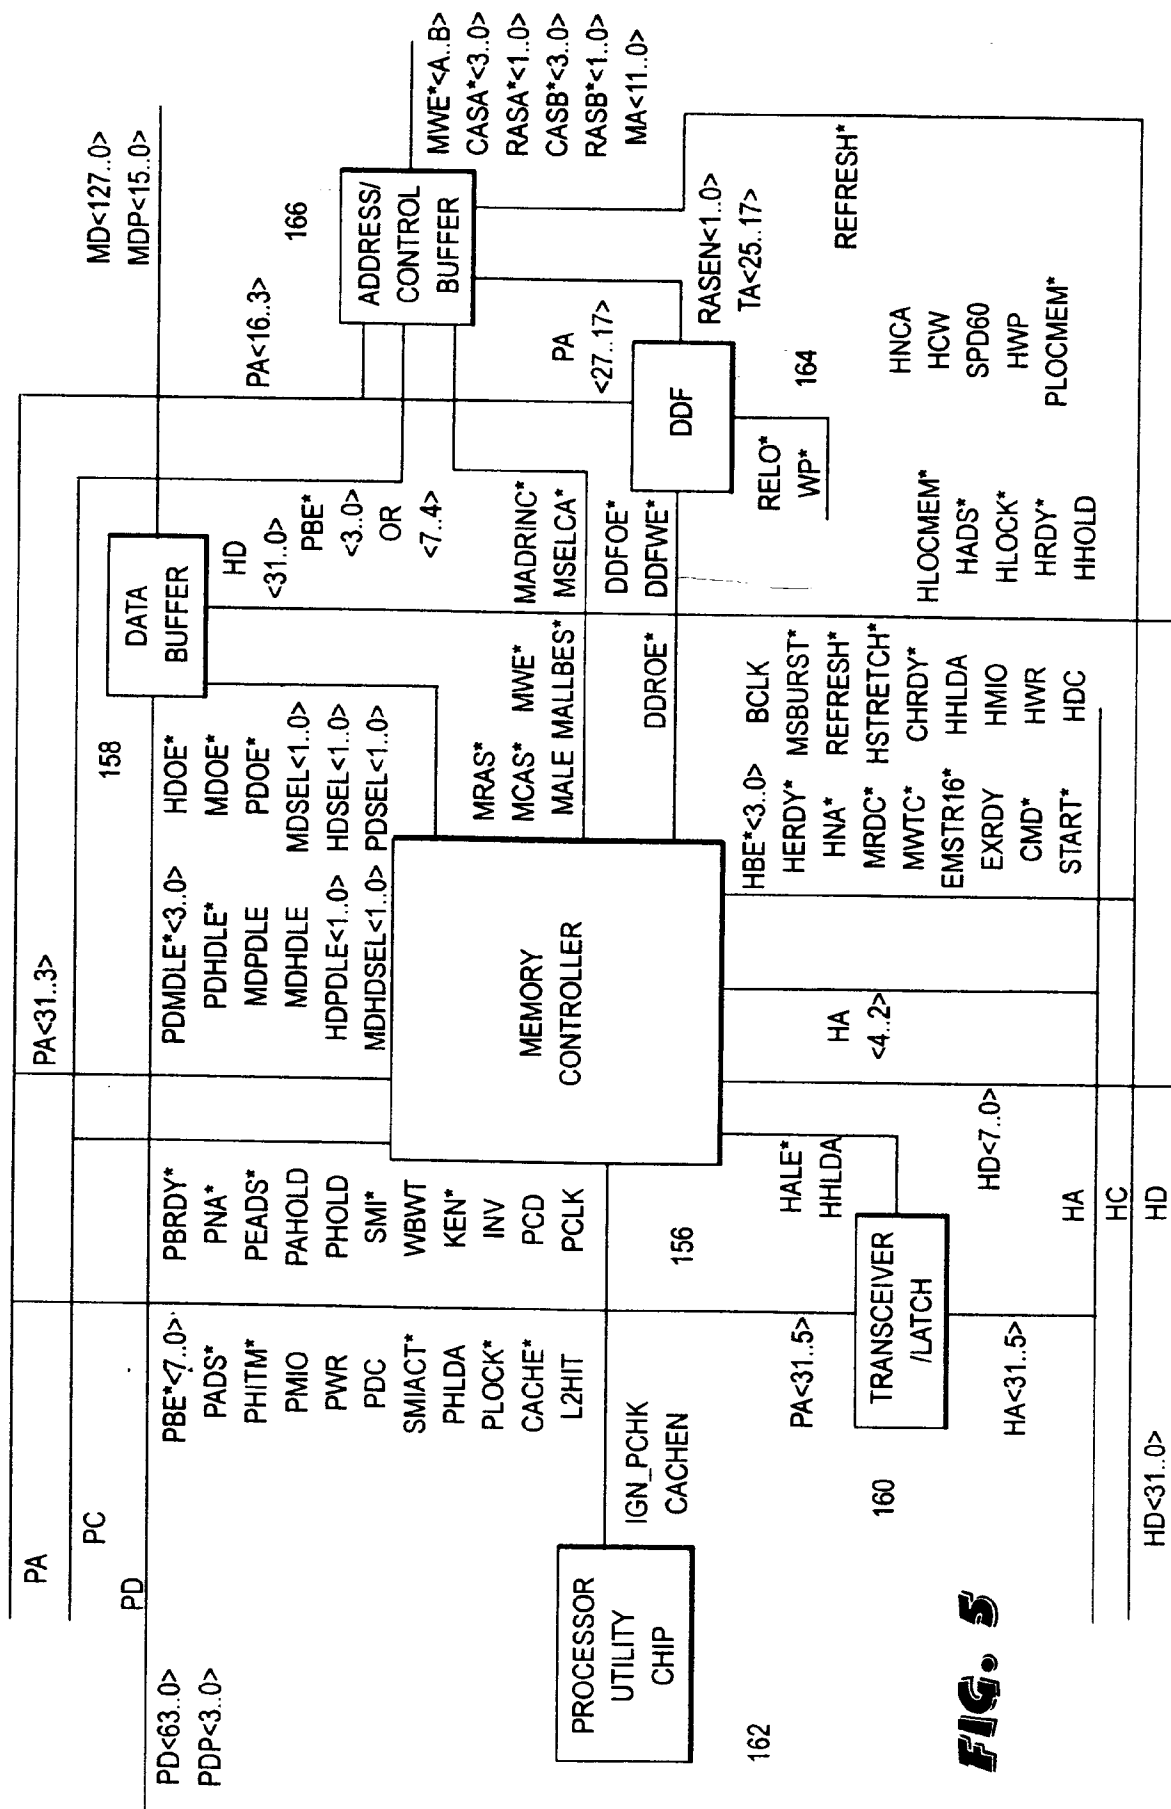 PA
PC
PD
PD<63..0>
PDP<3..0>
PA<31..3>
PBE*<7..0>
PADS*
PHITM*
PMIO
PWR
PDC
SMIACT*
PHLDA
PLOCK*
CACHE*
L2HIT
PBRDY*
PNA*
PEADS*
PAHOLD
PHOLD
SMI*
WBWT
KEN*
INV
PCD
PCLK
PDMDLE*<3..0>
PDHDLE*
MDPDLE
MDHDLE
HDPDLE<1..0>
MDHDSEL<1..0>
HDOE*
MDOE*
PDOE*
MDSEL<1..0>
HDSEL<1..0>
PDSEL<1..0>
158
DATA
BUFFER
MD<127..0>
MDP<15..0>
HD
<31..0>
PBE*
<3..0>
OR
<7..4>
PA<16..3>
166
ADDRESS/
CONTROL
BUFFER
MWE*<A..B>
CASA*<3..0>
RASA*<1..0>
CASB*<3..0>
RASB*<1..0>
MA<11..0>
PROCESSOR
UTILITY
CHIP
162
IGN_PCHK
CACHEN
MEMORY
CONTROLLER
156
MRAS*
MCAS*
MALE
MWE*
MALLBES*
MADRINC*
MSELCA*
DDROE*
DDFOE*
DDFWE*
PA
<27..17>
DDF
164
RASEN<1..0>
TA<25..17>
RELO*
WP*
REFRESH*
PA<31..5>
TRANSCEIVER
/LATCH
160
HA<31..5>
HALE*
HHLDA
HD<7..0>
HA
<4..2>
HBE*<3..0>
HERDY*
HNA*
MRDC*
MWTC*
EMSTR16*
EXRDY
CMD*
START*
BCLK
MSBURST*
REFRESH*
HSTRETCH*
CHRDY*
HHLDA
HMIO
HWR
HDC
HLOCMEM*
HADS*
HLOCK*
HRDY*
HHOLD
HNCA
HCW
SPD60
HWP
PLOCMEM*
HA
HC
HD
HD<31..0>
FIG. 5